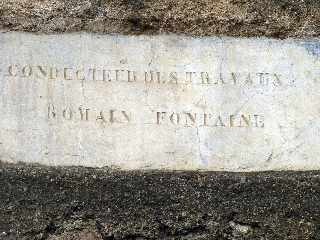 CONDUCTEUR DES TRAVAUX
ROMAIN FONTAINE